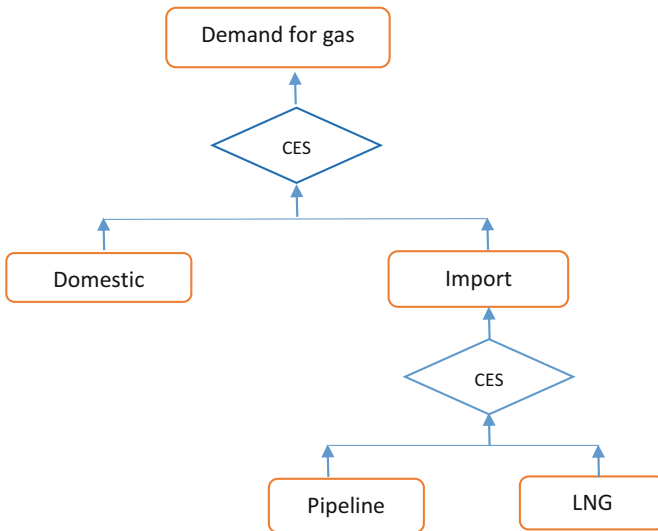 Demand for gas
CES
Domestic
Import
CES
Pipeline
LNG